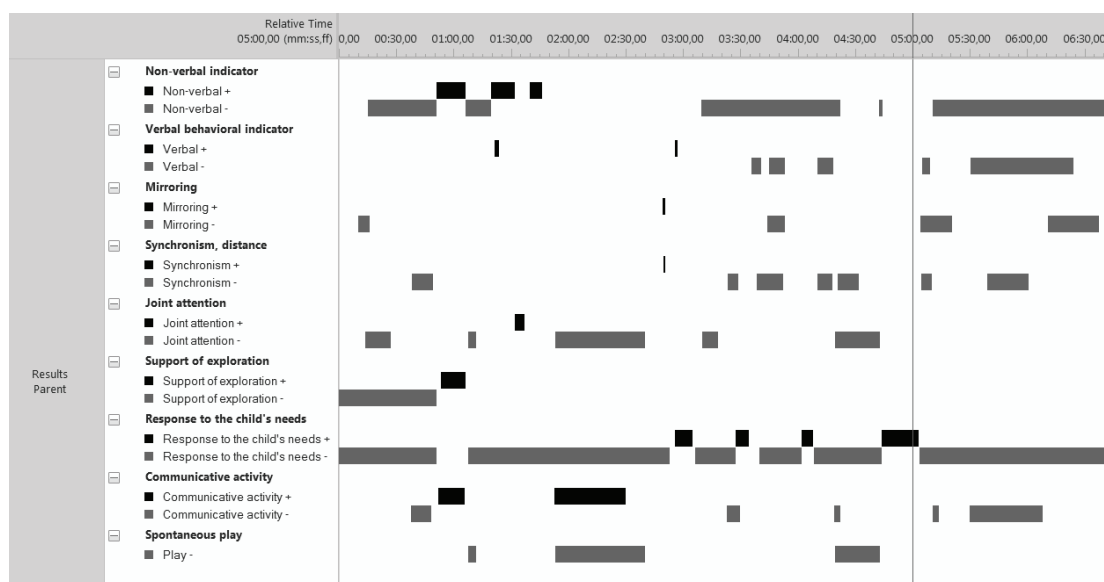 Relative Time
05:00,00 (mm:ss,ff) 0,00 00:30,00 01:00,00 01:30,00 02:00,00 02:30,00 03:00,00 03:30,00 04:00,00 04:30,00 05:00,00 05:30,00 06:00,00 06:30,00
Non-verbal indicator
Non-verbal +
Non-verbal -
Verbal behavioral indicator
Verbal +
Verbal -
Mirroring
Mirroring +
Mirroring -
Synchronism, distance
Synchronism +
Synchronism -
Joint attention
Joint attention +
Joint attention -
Support of exploration
Results
Parent
Support of exploration +
Support of exploration -
Response to the child's needs
Response to the child's needs +
Response to the child's needs -
Communicative activity
Communicative activity +
Communicative activity -
Spontaneous play
Play -